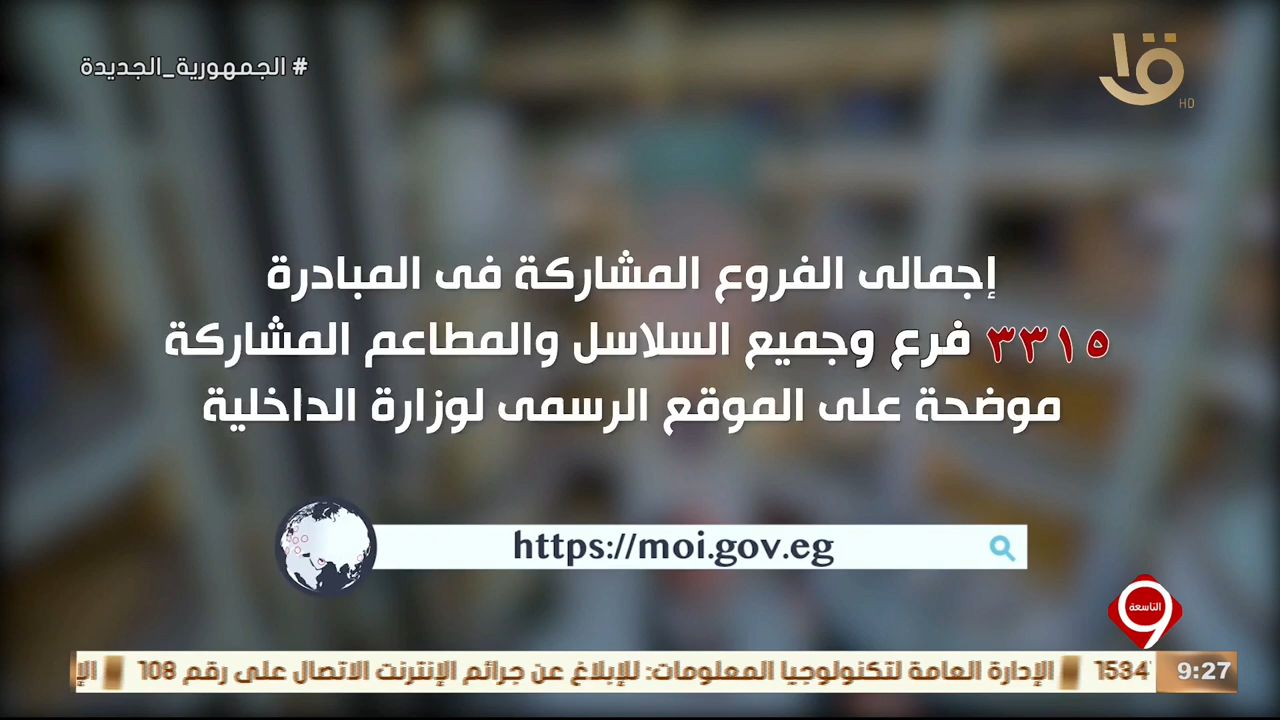 # الجمهورية_الجديدة
HD
إجمالى الفروع المشاركة فى المبادرة
٣٣١٥ فرع وجميع السلاسل والمطاعم المشاركة
موضحة على الموقع الرسمى لوزارة الداخلية
https://moi.gov.eg
التاسعة
9
9:27
1534 الإدارة العامة لتكنولوجيا المعلومات: للإبلاغ عن جرائم الإنترنت الاتصال على رقم 108